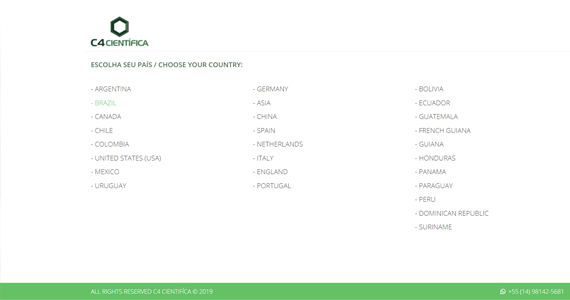 C4 CIENTÍFICA
ESCOLHA SEU PAÍS / CHOOSE YOUR COUNTRY:
- ARGENTINA
- BRAZIL
- CANADA
- CHILE
- COLOMBIA
- UNITED STATES (USA)
- MEXICO
- URUGUAY
- GERMANY
- ASIA
- CHINA
- SPAIN
- NETHERLANDS
- ITALY
- ENGLAND
- PORTUGAL
- BOLIVIA
- ECUADOR
- GUATEMALA
- FRENCH GUIANA
- GUIANA
- HONDURAS
- PANAMA
- PARAGUAY
- PERU
- DOMINICAN REPUBLIC
- SURINAME
ALL RIGHTS RESERVED C4 CIENTIFÍCA © 2019
+55 (14) 98142-5681